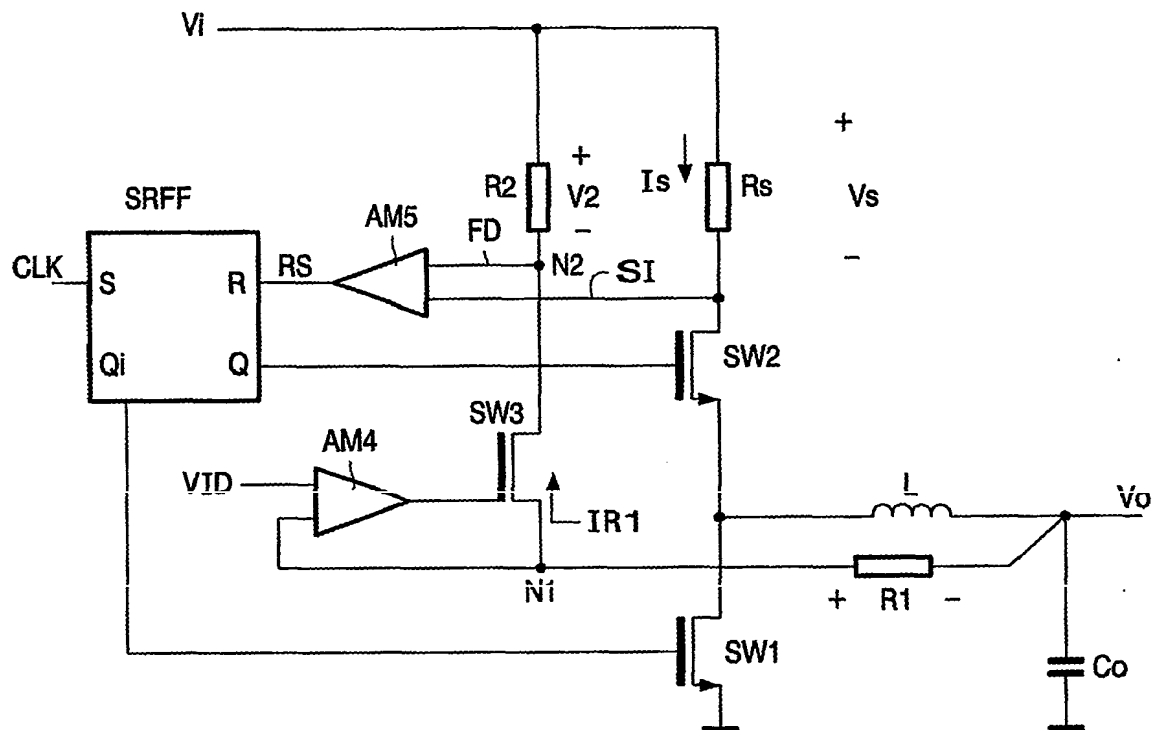 Vi
+
R2
+
V2
-
Is
Rs
Vs
-
SRFF
AM5
FD
N2
SI
CLK
S
R
RS
Qi
Q
SW2
SW3
AM4
VID
IR1
L
Vo
N1
+
R1
-
SW1
Co